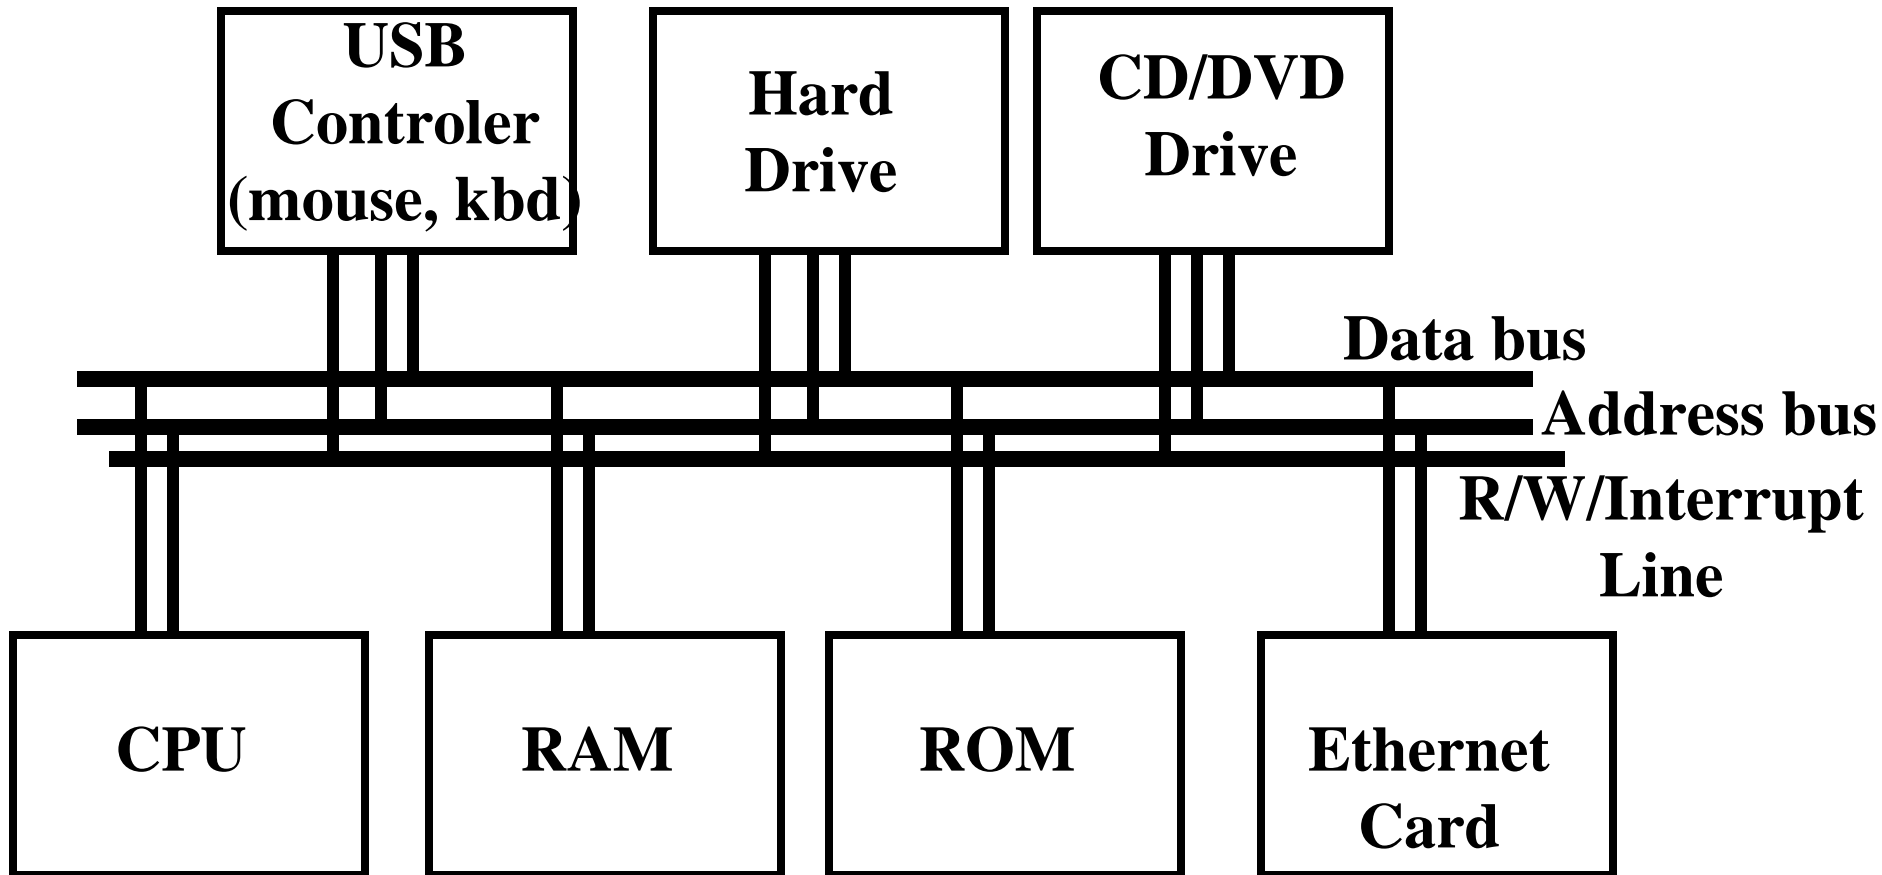 USB
Controler
(mouse, kbd)
Hard
Drive
CD/DVD
Drive
Data bus
Address bus
R/W/Interrupt
Line
CPU
RAM
ROM
Ethernet
Card